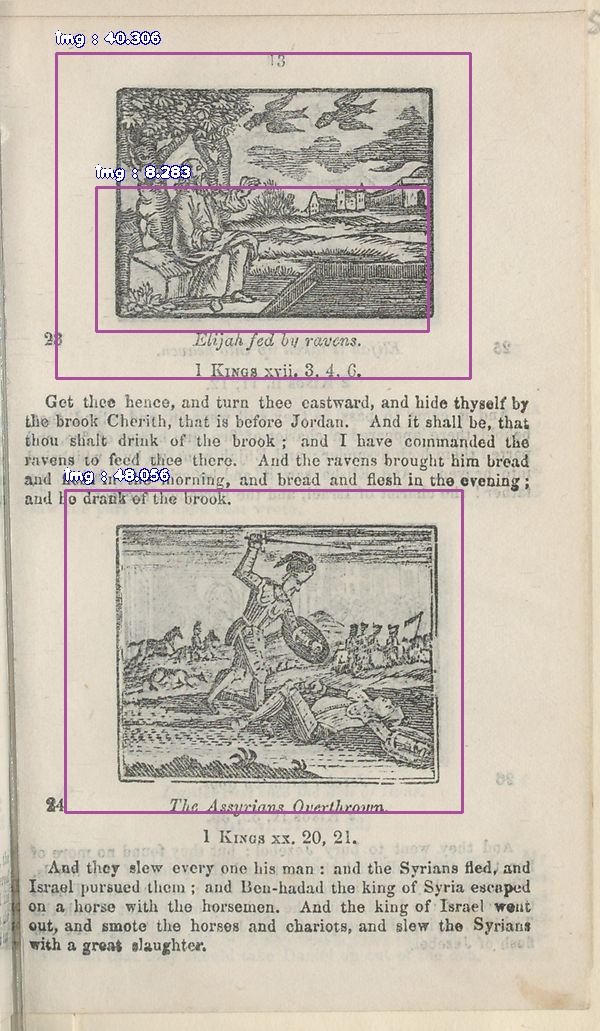 img : 40.306
13
img : 8.283
23
Elijah fed by ravens.
1 KINGS xvii. 3. 4. 6.
Get thee hence, and turn thee eastward, and hide thyself by
the brook Cherith, that is before Jordan. And it shall be, that
thou shalt drink of the brook ; and I have commanded the
ravens to feed thee there. And the ravens brought him bread
and in the morning, and bread and flesh in the evening ;
and he drank of the brook.
img : 48.056
24
The Assyrians Overthrown.
1 KINGS xx. 20, 21.
And they slew every one his man : and the Syrians fled, and
Israel pursued them ; and Ben-hadad the king of Syria escaped
on a horse with the horsemen. And the king of Israel went
out, and smote the horses and chariots, and slew the Syrians
with a great slaughter.